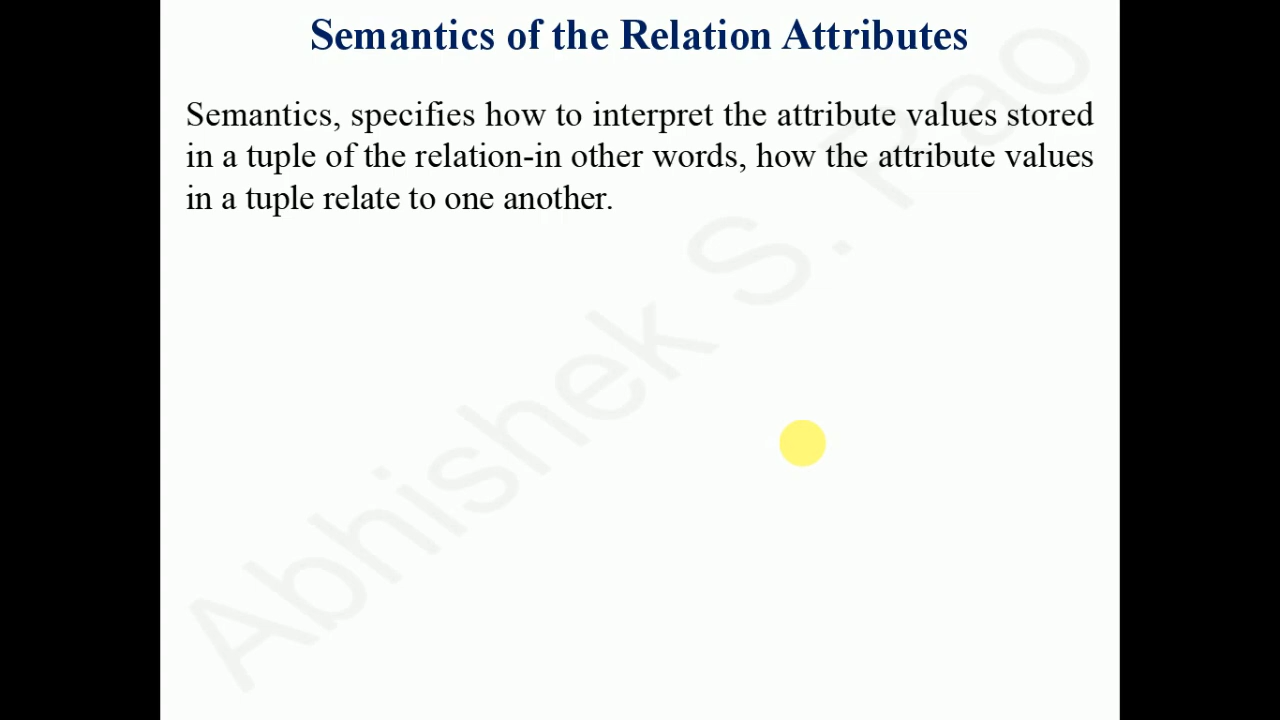 Semantics of the Relation Attributes
Semantics, specifies how to interpret the attribute values stored
in a tuple of the relation-in other words, how the attribute values
in a tuple relate to one another.
Abhishek S. Rao